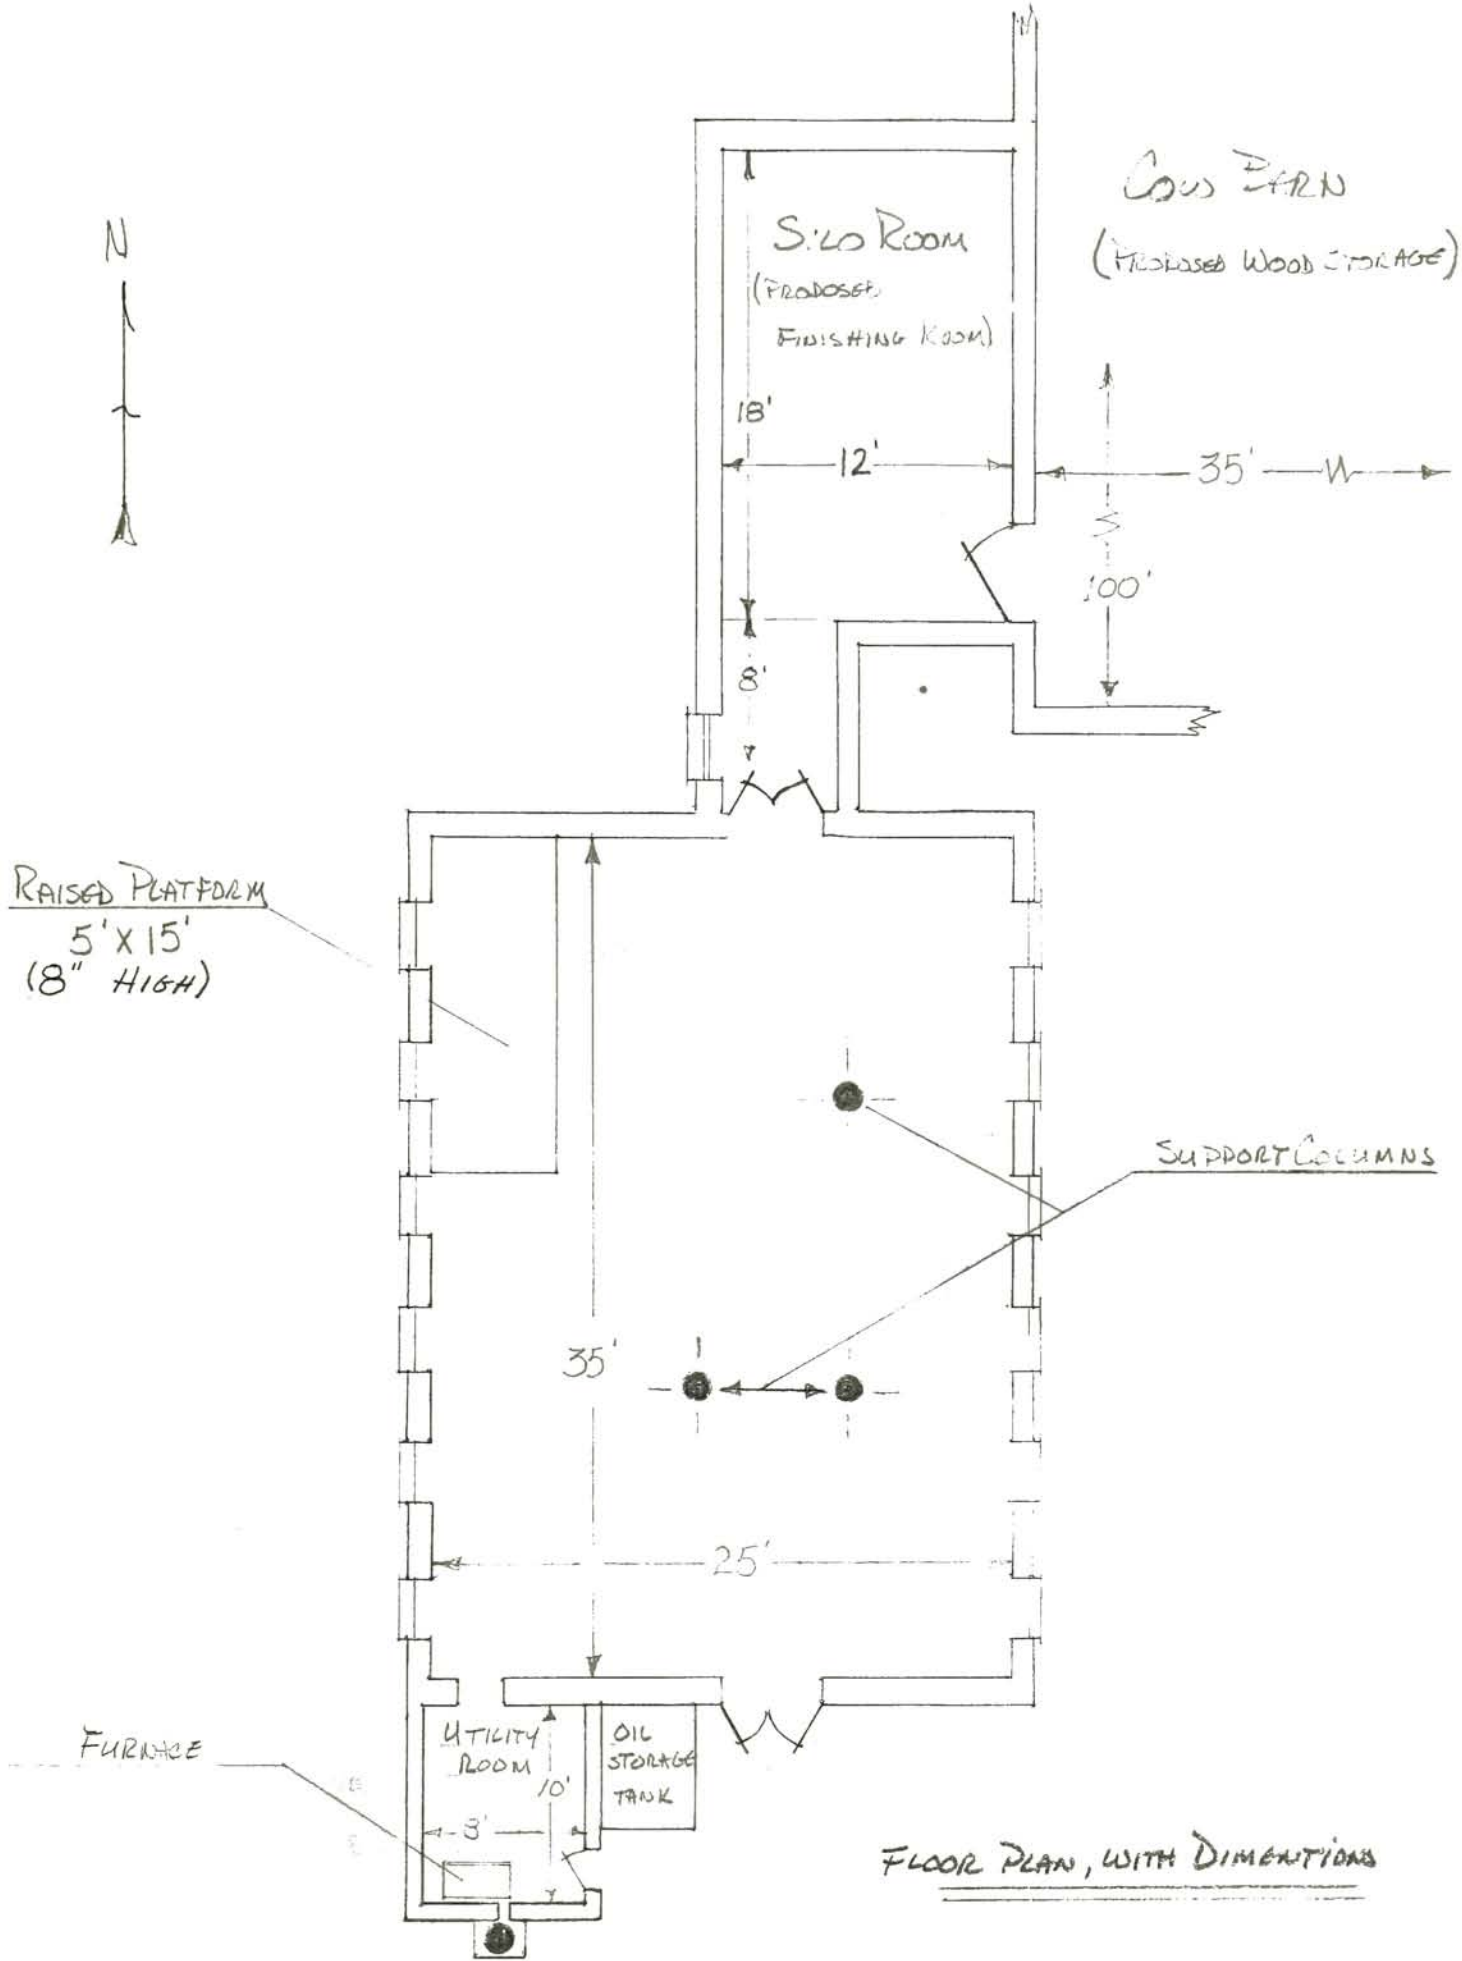 N
COW BARN
(PROPOSED WOOD STORAGE)
SILO ROOM
(PROPOSED
FINISHING ROOM)
18'
12'
35'
100'
8'
RAISED PLATFORM
5' X 15'
(8" HIGH)
SUPPORT COLUMNS
35'
25'
FURNACE
UTILITY
ROOM
10'
8'
OIL
STORAGE
TANK
FLOOR PLAN, WITH DIMENTIONS